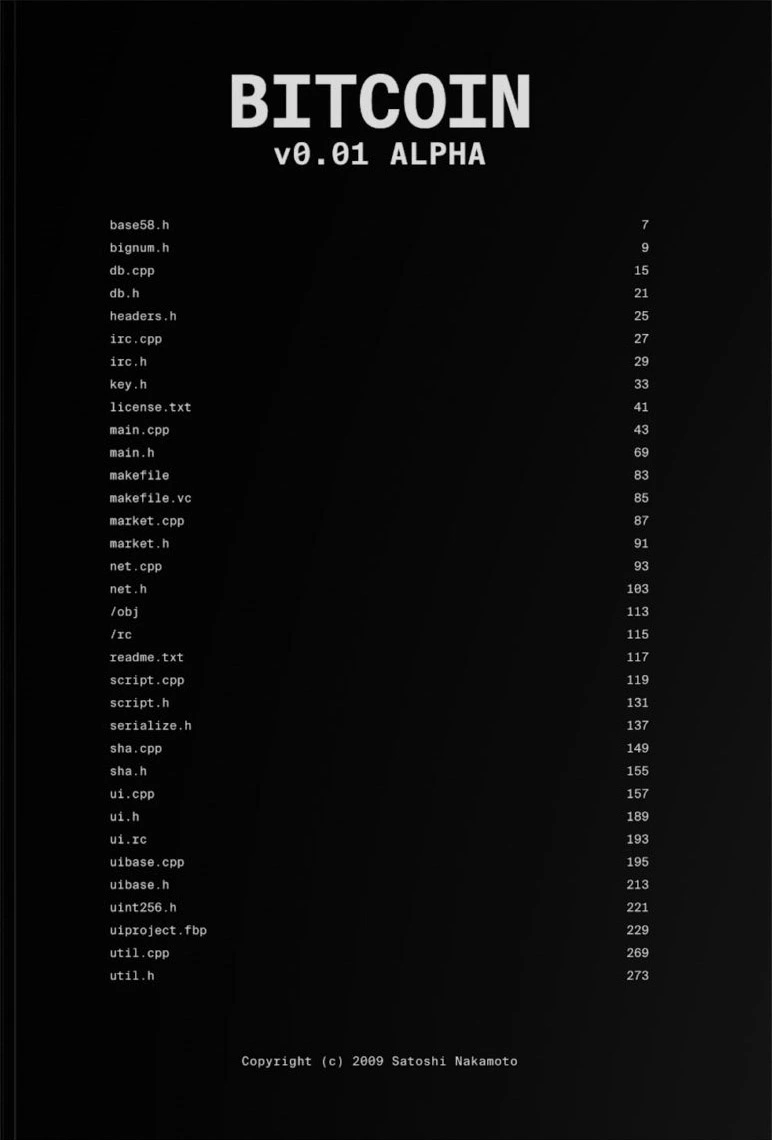 BITCOIN
v0.01 ALPHA
base58.h 7
bignum.h 9
db.cpp 15
db.h 21
headers.h 25
irc.cpp 27
irc.h 29
key.h 33
license.txt 41
main.cpp 43
main.h 69
makefile 83
makefile.vc 85
market.cpp 87
market.h 91
net.cpp 93
net.h 103
/obj 113
/rc 115
readme.txt 117
script.cpp 119
script.h 131
serialize.h 137
sha.cpp 149
sha.h 155
ui.cpp 157
ui.h 189
ui.rc 193
uibase.cpp 195
uibase.h 213
uint256.h 221
uiproject.fbp 229
util.cpp 269
util.h 273
Copyright (c) 2009 Satoshi Nakamoto